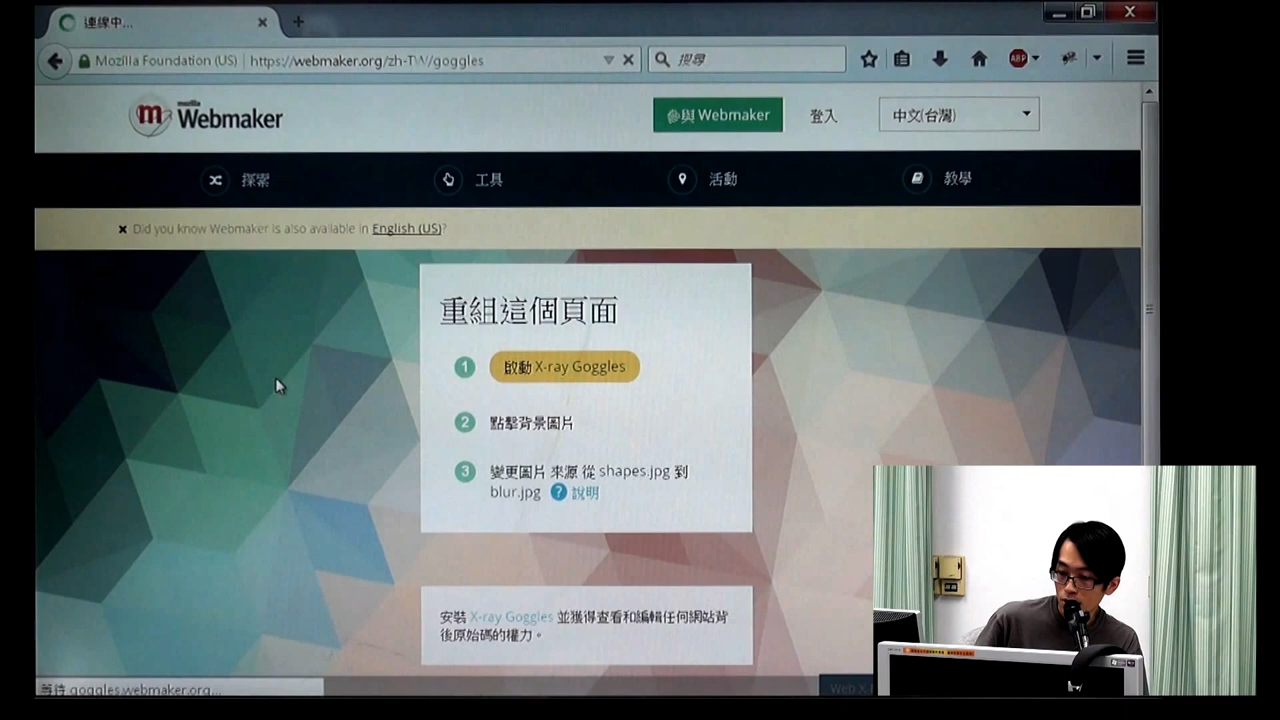 連線中...
Mozilla Foundation (US)
https://webmaker.org/zh-TW/goggles
搜尋
ABP
mozilla
m Webmaker
參與 Webmaker
登入
中文(台灣)
探索
工具
活動
教學
Did you know Webmaker is also available in English (US)?
重組這個頁面
1 啟動 X-ray Goggles
2 點擊背景圖片
3 變更圖片 來源 從 shapes.jpg 到
blur.jpg ? 說明
安裝 X-ray Goggles 並獲得查看和編輯任何網站背
後原始碼的權力。
等待 goggles.webmaker.org...
Web X